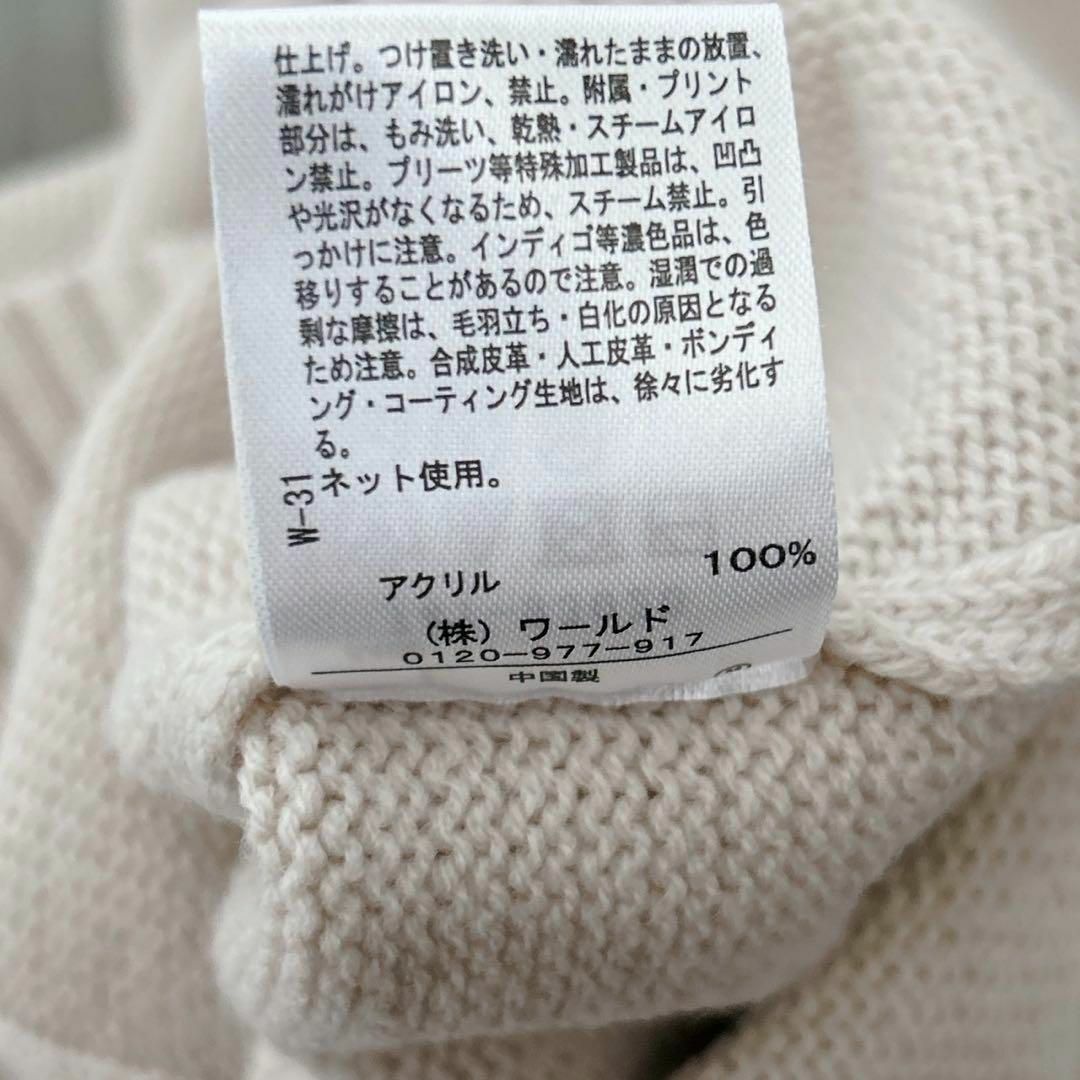 仕上げ。つけ置き洗い・濡れたままの放置、
濡れがけアイロン、禁止。附属・プリント
部分は、もみ洗い、乾熱・スチームアイロ
ン禁止。プリーツ等特殊加工製品は、凹凸
や光沢がなくなるため、スチーム禁止。引
っかけに注意。インディゴ等濃色品は、色
移りすることがあるので注意。湿潤での過
剰な摩擦は、毛羽立ち・白化の原因となる
ため注意。合成皮革・人工皮革・ボンディ
ング・コーティング生地は、徐々に劣化す
る。
ネット使用。
W-31
アクリル 100%
(株) ワールド
0120-977-917
中国製